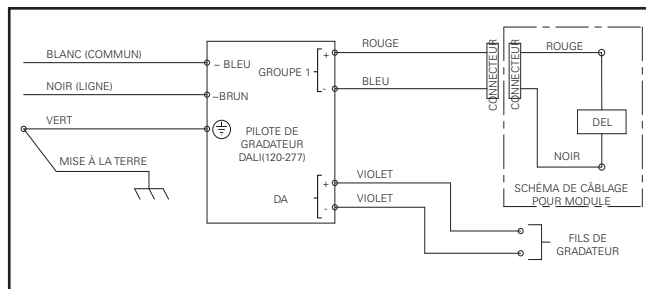 BLANC (COMMUN)
NOIR (LIGNE)
VERT
MISE À LA TERRE
~ BLEU
~BRUN
GROUPE 1
+
-
PILOTE DE
GRADATEUR
DALI(120-277)
DA
+
-
ROUGE
BLEU
VIOLET
VIOLET
CONNECTEUR
CONNECTEUR
ROUGE
DEL
NOIR
SCHÉMA DE CÂBLAGE
POUR MODULE
FILS DE
GRADATEUR